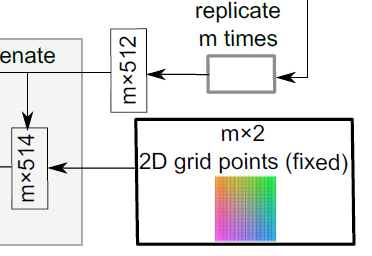 replicate
m times
enate
m×512
m×2
2D grid points (fixed)
m×514